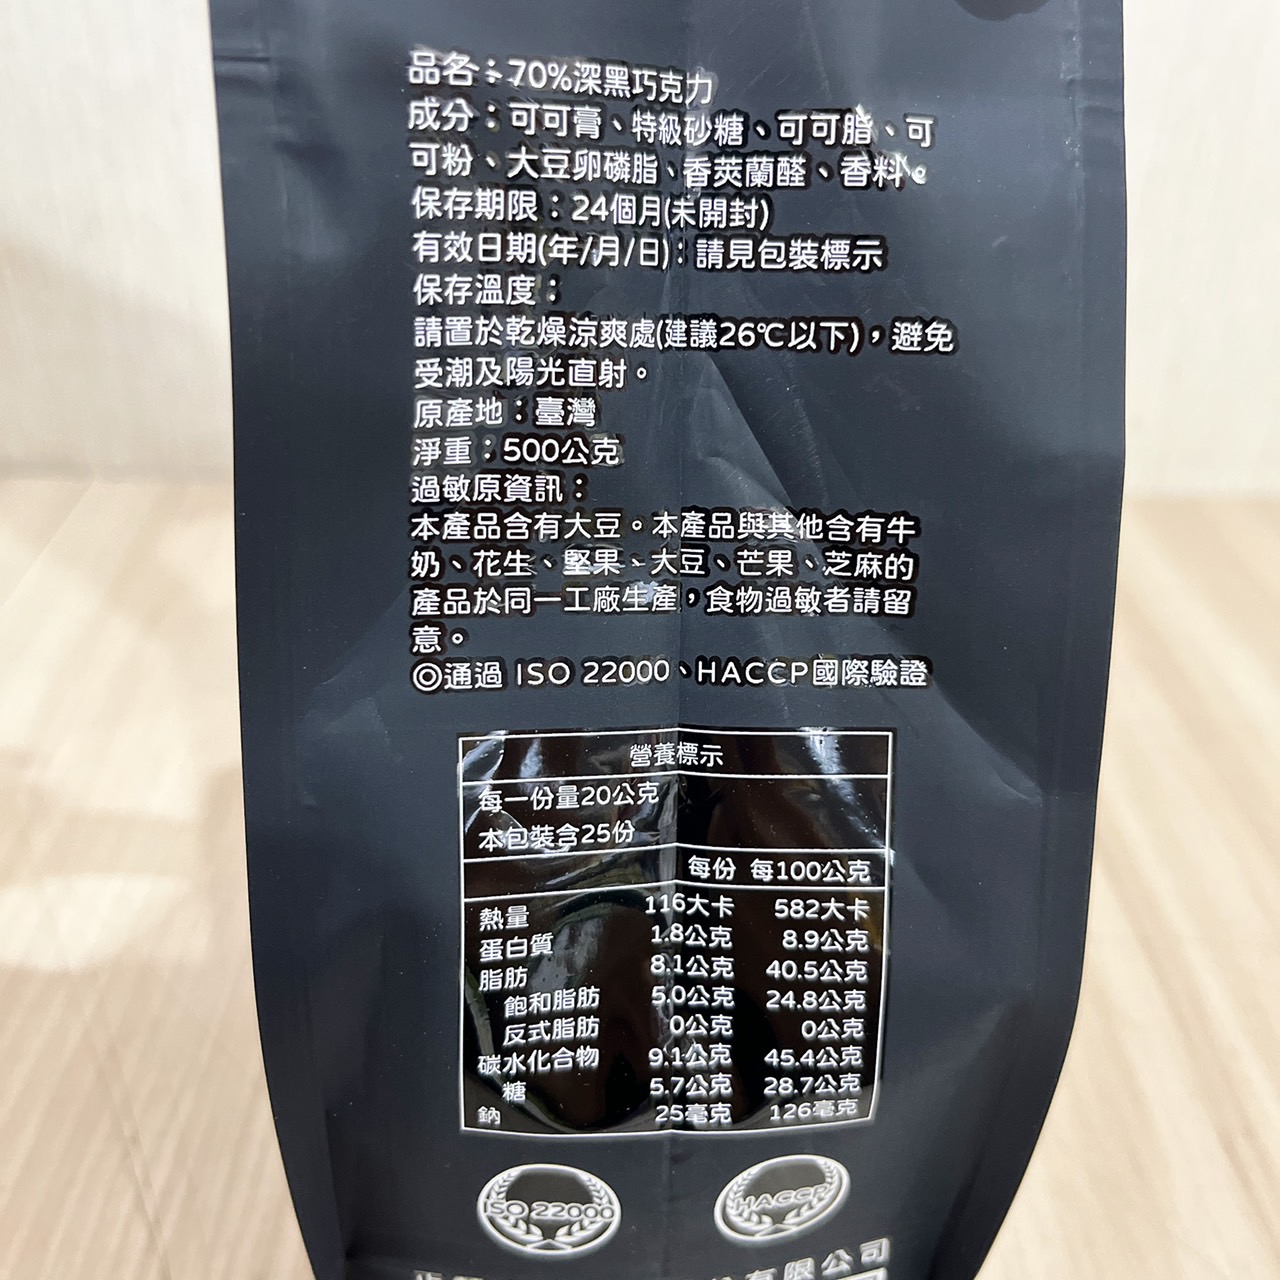 品名：70%深黑巧克力
成分：可可膏、特級砂糖、可可脂、可
可粉、大豆卵磷脂、香莢蘭醛、香料。
保存期限：24個月(未開封)
有效日期(年/月/日)：請見包裝標示
保存溫度：
請置於乾燥涼爽處(建議26℃以下)，避免
受潮及陽光直射。
原產地：臺灣
淨重：500公克
過敏原資訊：
本產品含有大豆。本產品與其他含有牛
奶、花生、堅果、大豆、芒果、芝麻的
產品於同一工廠生產，食物過敏者請留
意。
◎通過 ISO 22000、HACCP國際驗證
營養標示
每一份量20公克
本包裝含25份
每份 每100公克
熱量 116大卡 582大卡
蛋白質 1.8公克 8.9公克
脂肪 8.1公克 40.5公克
飽和脂肪 5.0公克 24.8公克
反式脂肪 0公克 0公克
碳水化合物 9.1公克 45.4公克
糖 5.7公克 28.7公克
鈉 25毫克 126毫克
ISO 22000 HACCP
有限公司